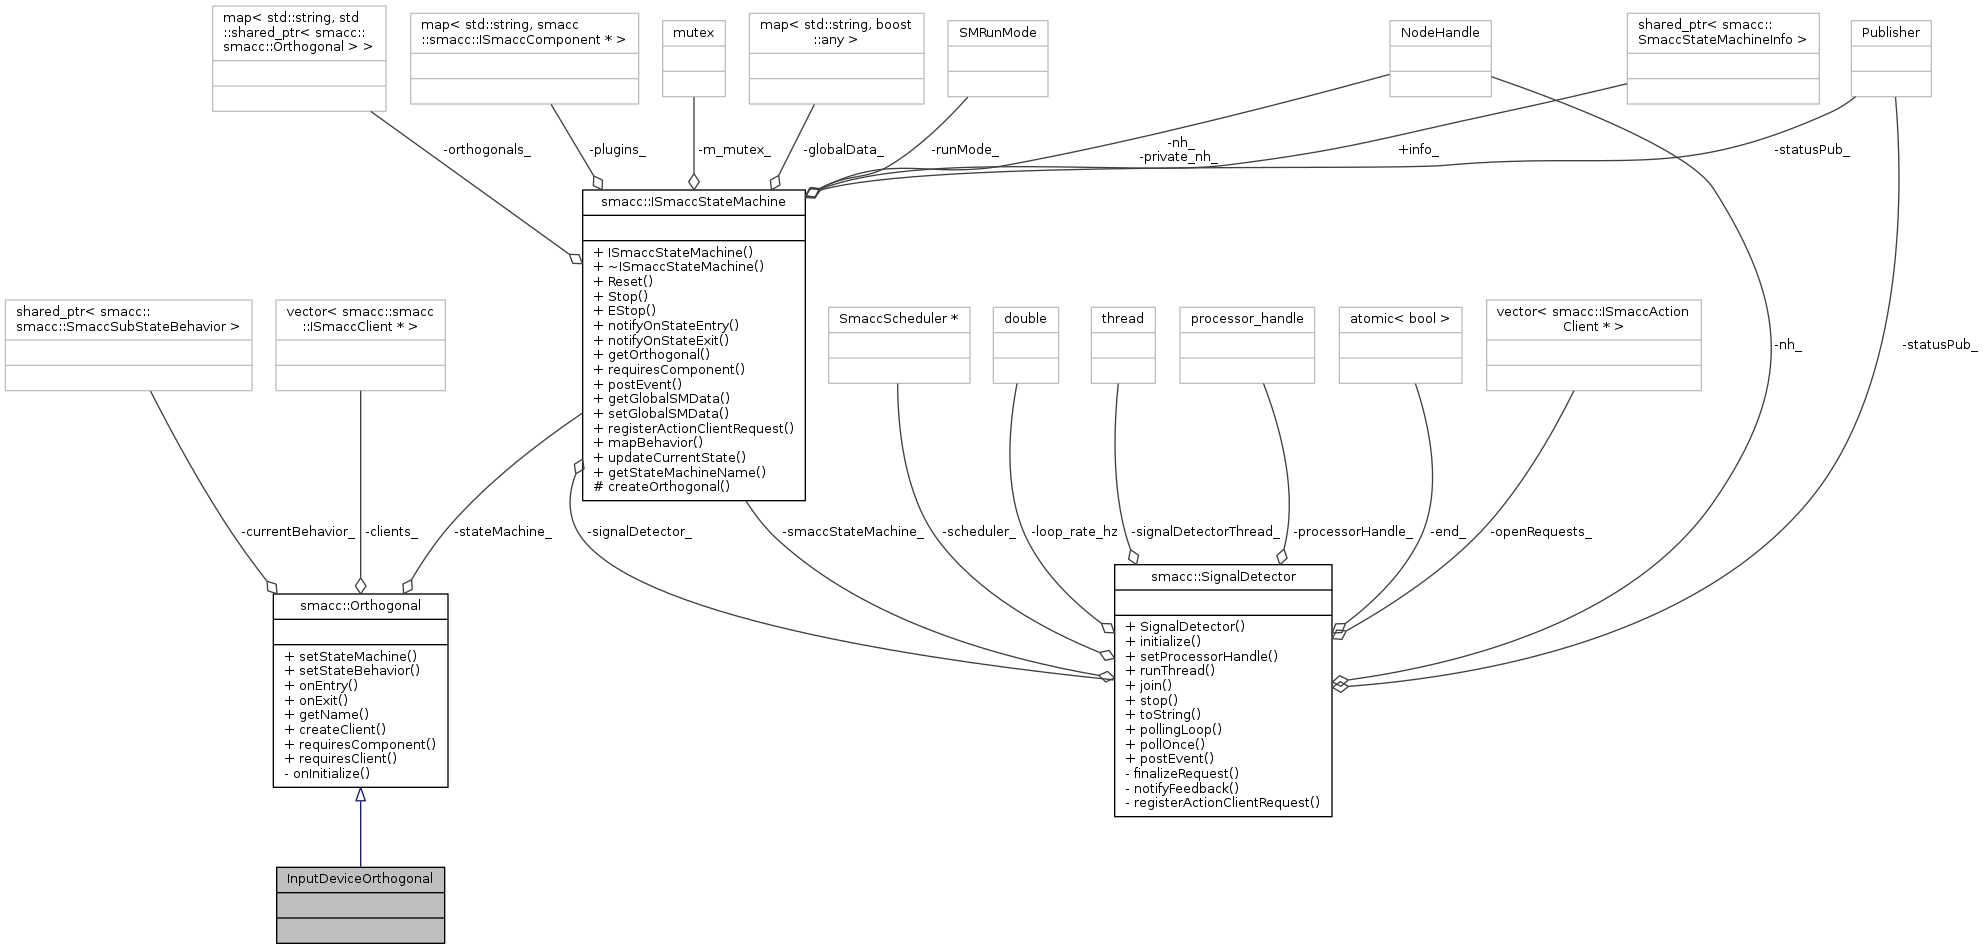 map< std::string, std
::shared_ptr< smacc::
smacc::Orthogonal > >
map< std::string, smacc
::smacc::ISmaccComponent * >
mutex
map< std::string, boost
::any >
SMRunMode
NodeHandle
shared_ptr< smacc::
SmaccStateMachineInfo >
Publisher
-orthogonals_
-plugins_
-m_mutex_
-globalData_
-runMode_
-nh_
-private_nh_
+info_
-statusPub_
smacc::ISmaccStateMachine
+ ISmaccStateMachine()
+ ~ISmaccStateMachine()
+ Reset()
+ Stop()
+ EStop()
+ notifyOnStateEntry()
+ notifyOnStateExit()
+ getOrthogonal()
+ requiresComponent()
+ postEvent()
+ getGlobalSMData()
+ setGlobalSMData()
+ registerActionClientRequest()
+ mapBehavior()
+ updateCurrentState()
+ getStateMachineName()
# createOrthogonal()
shared_ptr< smacc::
smacc::SmaccSubStateBehavior >
vector< smacc::smacc
::ISmaccClient * >
SmaccScheduler *
double
thread
processor_handle
atomic< bool >
vector< smacc::ISmaccAction
Client * >
-nh_
-statusPub_
-currentBehavior_
-clients_
-stateMachine_
-signalDetector_
-smaccStateMachine_
-scheduler_
-loop_rate_hz
-signalDetectorThread_
-processorHandle_
-end_
-openRequests_
smacc::Orthogonal
+ setStateMachine()
+ setStateBehavior()
+ onEntry()
+ onExit()
+ getName()
+ createClient()
+ requiresComponent()
+ requiresClient()
- onInitialize()
smacc::SignalDetector
+ SignalDetector()
+ initialize()
+ setProcessorHandle()
+ runThread()
+ join()
+ stop()
+ toString()
+ pollingLoop()
+ pollOnce()
+ postEvent()
- finalizeRequest()
- notifyFeedback()
- registerActionClientRequest()
InputDeviceOrthogonal